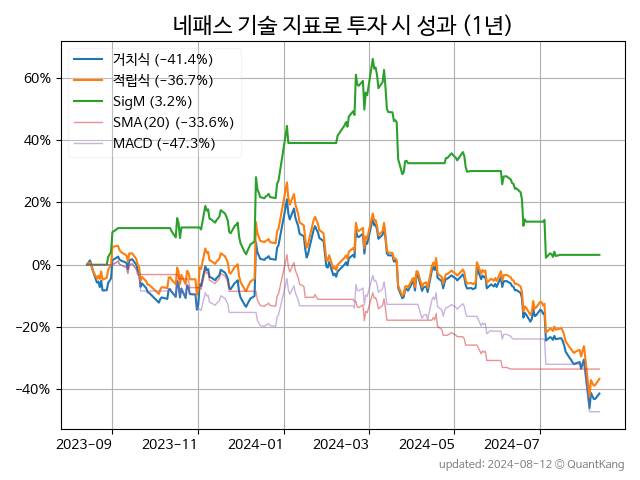 네패스 기술 지표로 투자 시 성과 (1년)
거치식 (−41.4%)
적립식 (−36.7%)
SigM (3.2%)
SMA(20) (−33.6%)
MACD (−47.3%)
60%
40%
20%
0%
−20%
−40%
2023-09 2023-11 2024-01 2024-03 2024-05 2024-07
updated: 2024-08-12 © QuantKang